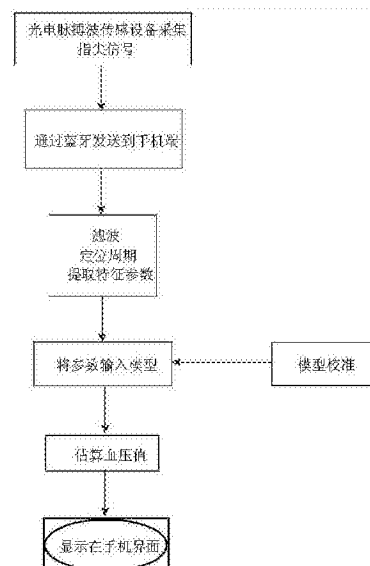 光电脉搏波传感设备采集
指尖信号
通过蓝牙发送到手机端
滤波
定位周期
提取特征参数
将参数输入模型
模型校准
估算血压值
显示在手机界面